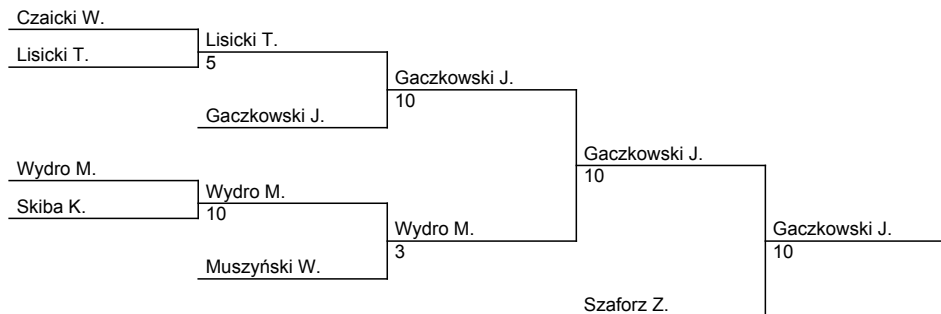 Czaicki W.
Lisicki T.
Lisicki T.
5
Gaczkowski J.
Gaczkowski J.
10
Wydro M.
Skiba K.
Wydro M.
10
Muszyński W.
Wydro M.
3
Gaczkowski J.
10
Szaforz Z.
Gaczkowski J.
10